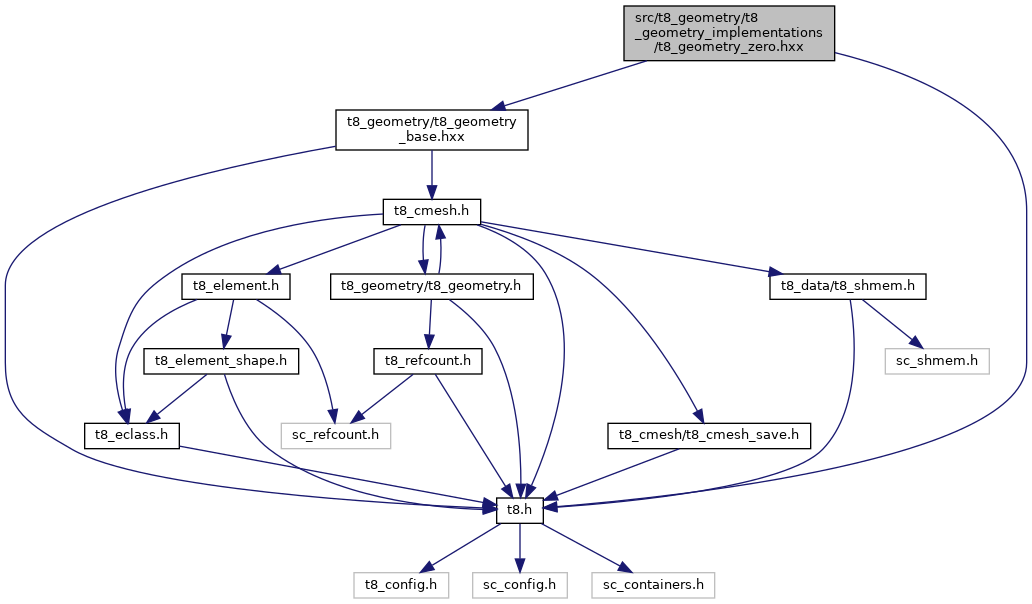 src/t8_geometry/t8
_geometry_implementations
/t8_geometry_zero.hxx
t8_geometry/t8_geometry
_base.hxx
t8_cmesh.h
t8_element.h
t8_geometry/t8_geometry.h
t8_data/t8_shmem.h
t8_element_shape.h
t8_refcount.h
sc_shmem.h
t8_eclass.h
sc_refcount.h
t8_cmesh/t8_cmesh_save.h
t8.h
t8_config.h
sc_config.h
sc_containers.h